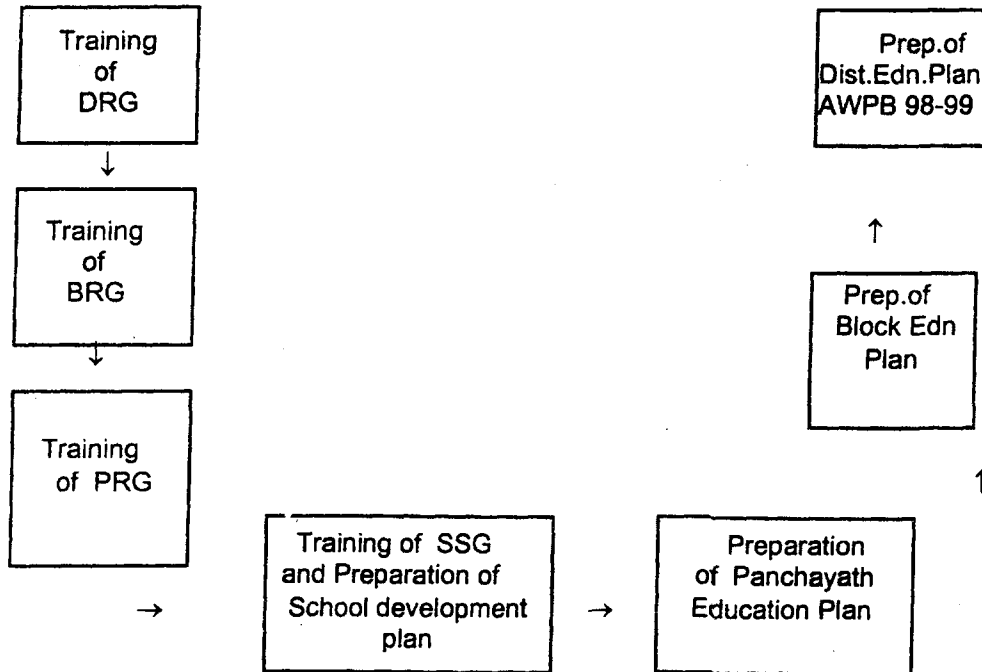 Training
of
DRG
↓
Training
of
BRG
↓
Training
of PRG
→
Training of SSG
and Preparation of
School development
plan
→
Preparation
of Panchayath
Education Plan
↑
Prep.of
Block Edn
Plan
↑
Prep.of
Dist.Edn.Plan
AWPB 98-99